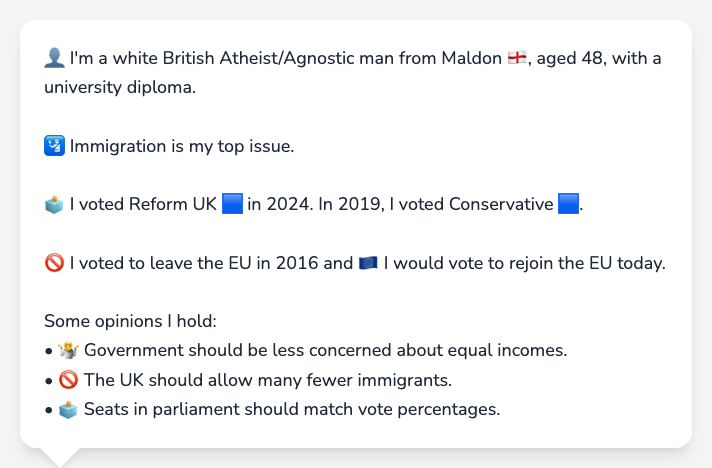 👤 I'm a white British Atheist/Agnostic man from Maldon 🏴󠁧󠁢󠁥󠁮󠁧󠁿, aged 48, with a
university diploma.
🛂 Immigration is my top issue.
🗳️ I voted Reform UK 🟦 in 2024. In 2019, I voted Conservative 🟦.
🚫 I voted to leave the EU in 2016 and 🇪🇺 I would vote to rejoin the EU today.
Some opinions I hold:
• 🤷 Government should be less concerned about equal incomes.
• 🚫 The UK should allow many fewer immigrants.
• 🗳️ Seats in parliament should match vote percentages.